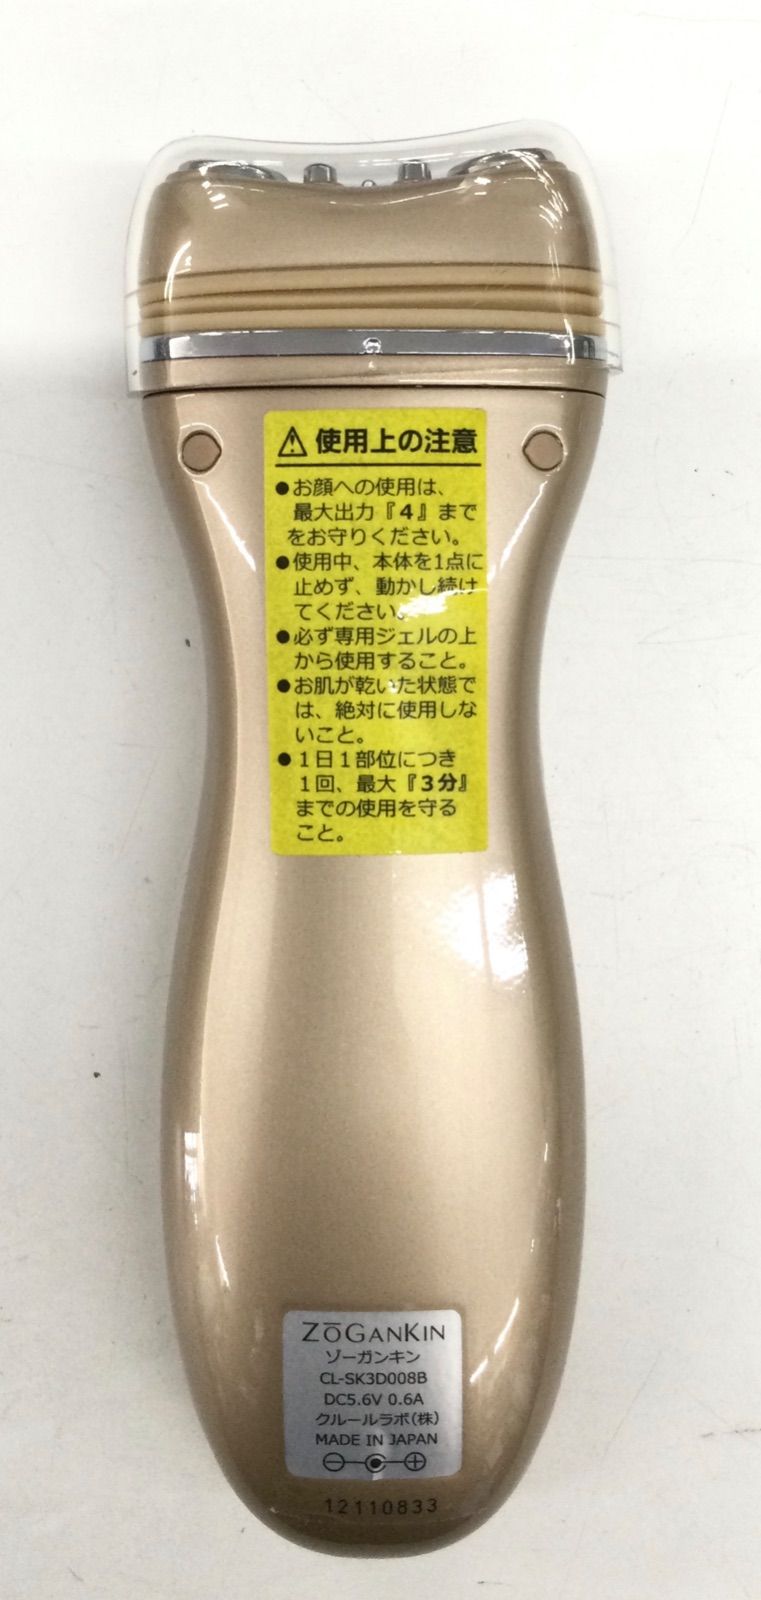 ⚠使用上の注意
●お顔への使用は、
最大出力『4』まで
をお守りください。
●使用中、本体を1点に
止めず、動かし続け
てください。
●必ず専用ジェルの上
から使用すること。
●お肌が乾いた状態で
は、絶対に使用しな
いこと。
●1日1部位につき
1回、最大『3分』
までの使用を守る
こと。
ZŌGANKIN
ゾーガンキン
CL-SK3D008B
DC5.6V 0.6A
クルールラボ(株)
MADE IN JAPAN
12110833